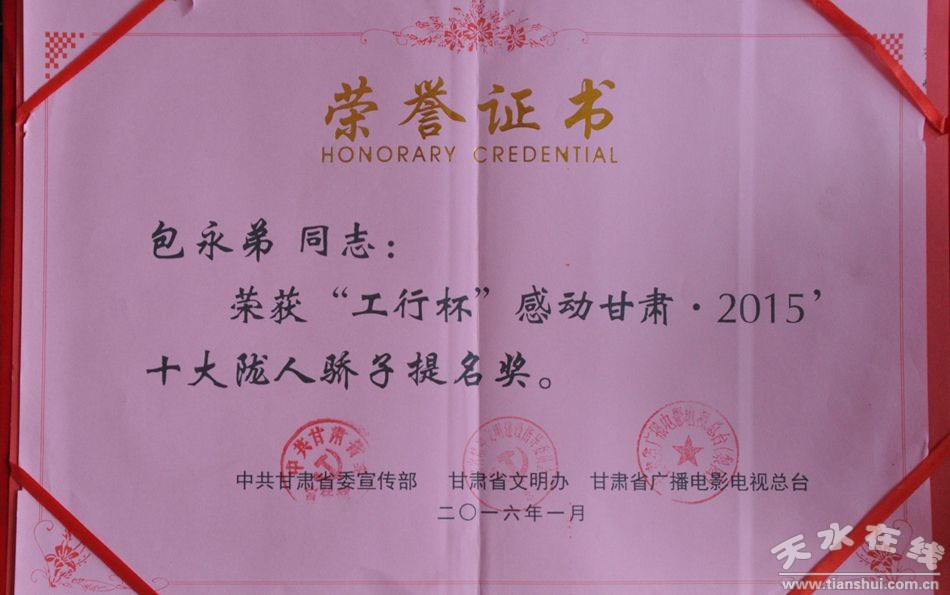 荣誉证书
HONORARY CREDENTIAL
包永弟 同志：
荣获“工行杯”感动甘肃·2015’
十大陇人骄子提名奖。
中共甘肃省委宣传部 甘肃省文明办 甘肃省广播电影电视总台
二〇一六年一月
天水在线
www.tianshui.com.cn